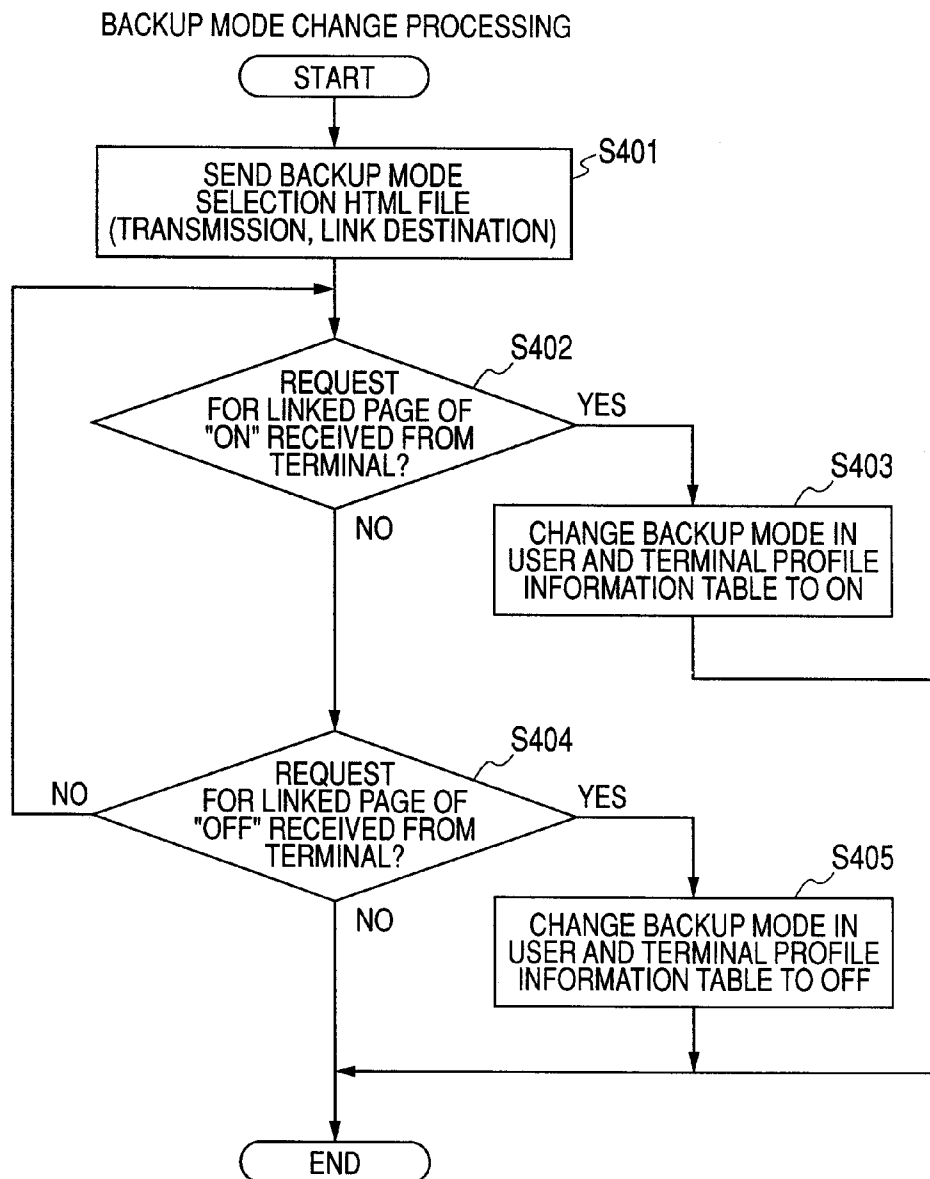 BACKUP MODE CHANGE PROCESSING
START
S401
SEND BACKUP MODE
SELECTION HTML FILE
(TRANSMISSION, LINK DESTINATION)
S402
REQUEST
FOR LINKED PAGE OF
"ON" RECEIVED FROM
TERMINAL?
YES
NO
S403
CHANGE BACKUP MODE IN
USER AND TERMINAL PROFILE
INFORMATION TABLE TO ON
S404
REQUEST
FOR LINKED PAGE OF
"OFF" RECEIVED FROM
TERMINAL?
NO
YES
NO
S405
CHANGE BACKUP MODE IN
USER AND TERMINAL PROFILE
INFORMATION TABLE TO OFF
END